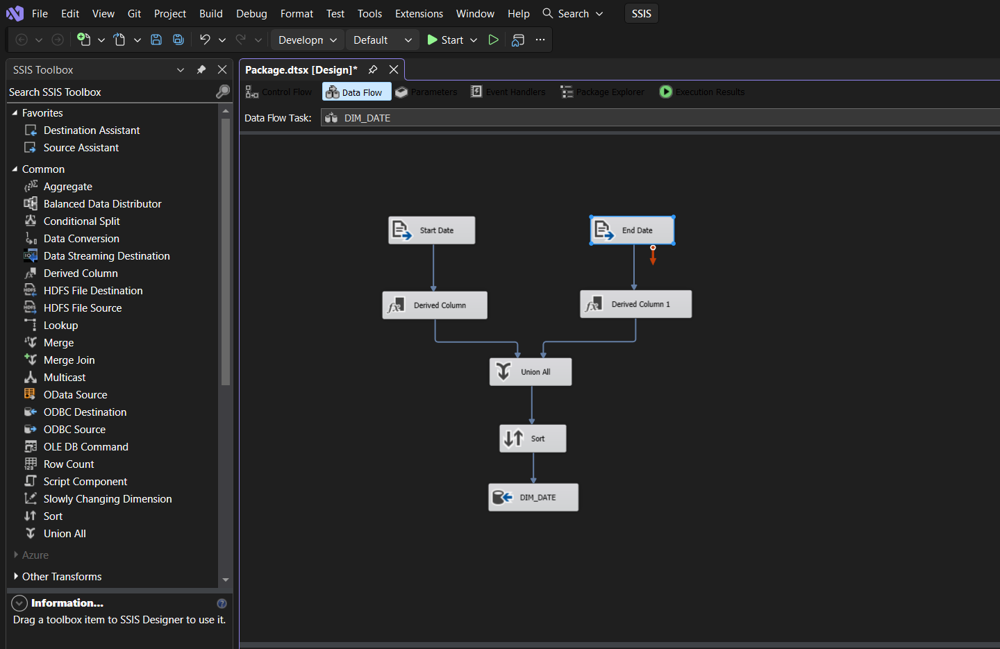 File Edit View Git Project Build Debug Format Test Tools Extensions Window Help Search SSIS
Developm Default Start
SSIS Toolbox
Package.dtsx [Design]*
Search SSIS Toolbox
Control Flow Data Flow Parameters Event Handlers Package Explorer Execution Results
Data Flow Task: DIM_DATE
Favorites
Destination Assistant
Source Assistant
Common
Aggregate
Balanced Data Distributor
Conditional Split
Data Conversion
Data Streaming Destination
Derived Column
HDFS File Destination
HDFS File Source
Lookup
Merge
Merge Join
Multicast
OData Source
ODBC Destination
ODBC Source
OLE DB Command
Row Count
Script Component
Slowly Changing Dimension
Sort
Union All
Azure
Other Transforms
Information...
Drag a toolbox item to SSIS Designer to use it.
Start Date
End Date
Derived Column
Derived Column 1
Union All
Sort
DIM_DATE